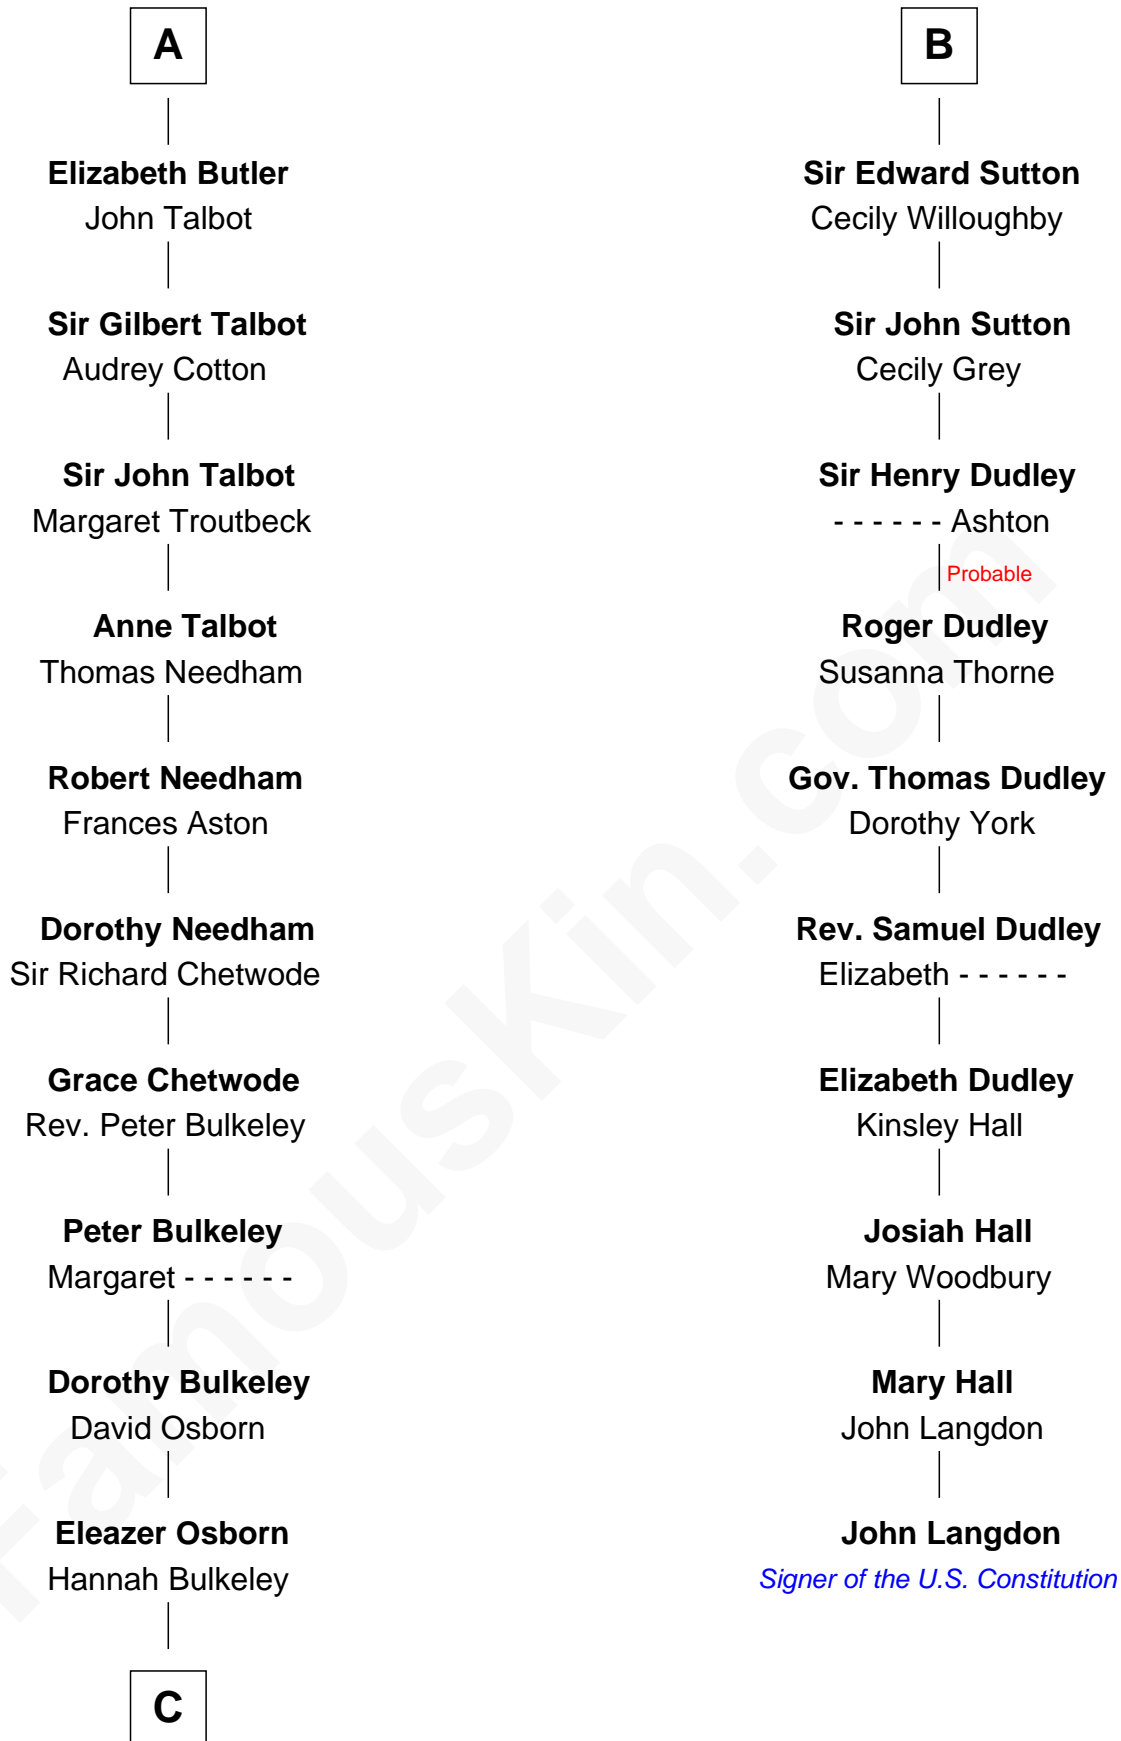 A
Elizabeth Butler
John Talbot
Sir Gilbert Talbot
Audrey Cotton
Sir John Talbot
Margaret Troutbeck
Anne Talbot
Thomas Needham
Robert Needham
Frances Aston
Dorothy Needham
Sir Richard Chetwode
Grace Chetwode
Rev. Peter Bulkeley
Peter Bulkeley
Margaret - - - - - -
Dorothy Bulkeley
David Osborn
Eleazer Osborn
Hannah Bulkeley
C
B
Sir Edward Sutton
Cecily Willoughby
Sir John Sutton
Cecily Grey
Sir Henry Dudley
- - - - - - Ashton
Probable
Roger Dudley
Susanna Thorne
Gov. Thomas Dudley
Dorothy York
Rev. Samuel Dudley
Elizabeth - - - - - -
Elizabeth Dudley
Kinsley Hall
Josiah Hall
Mary Woodbury
Mary Hall
John Langdon
John Langdon
Signer of the U.S. Constitution
FamousKin.com